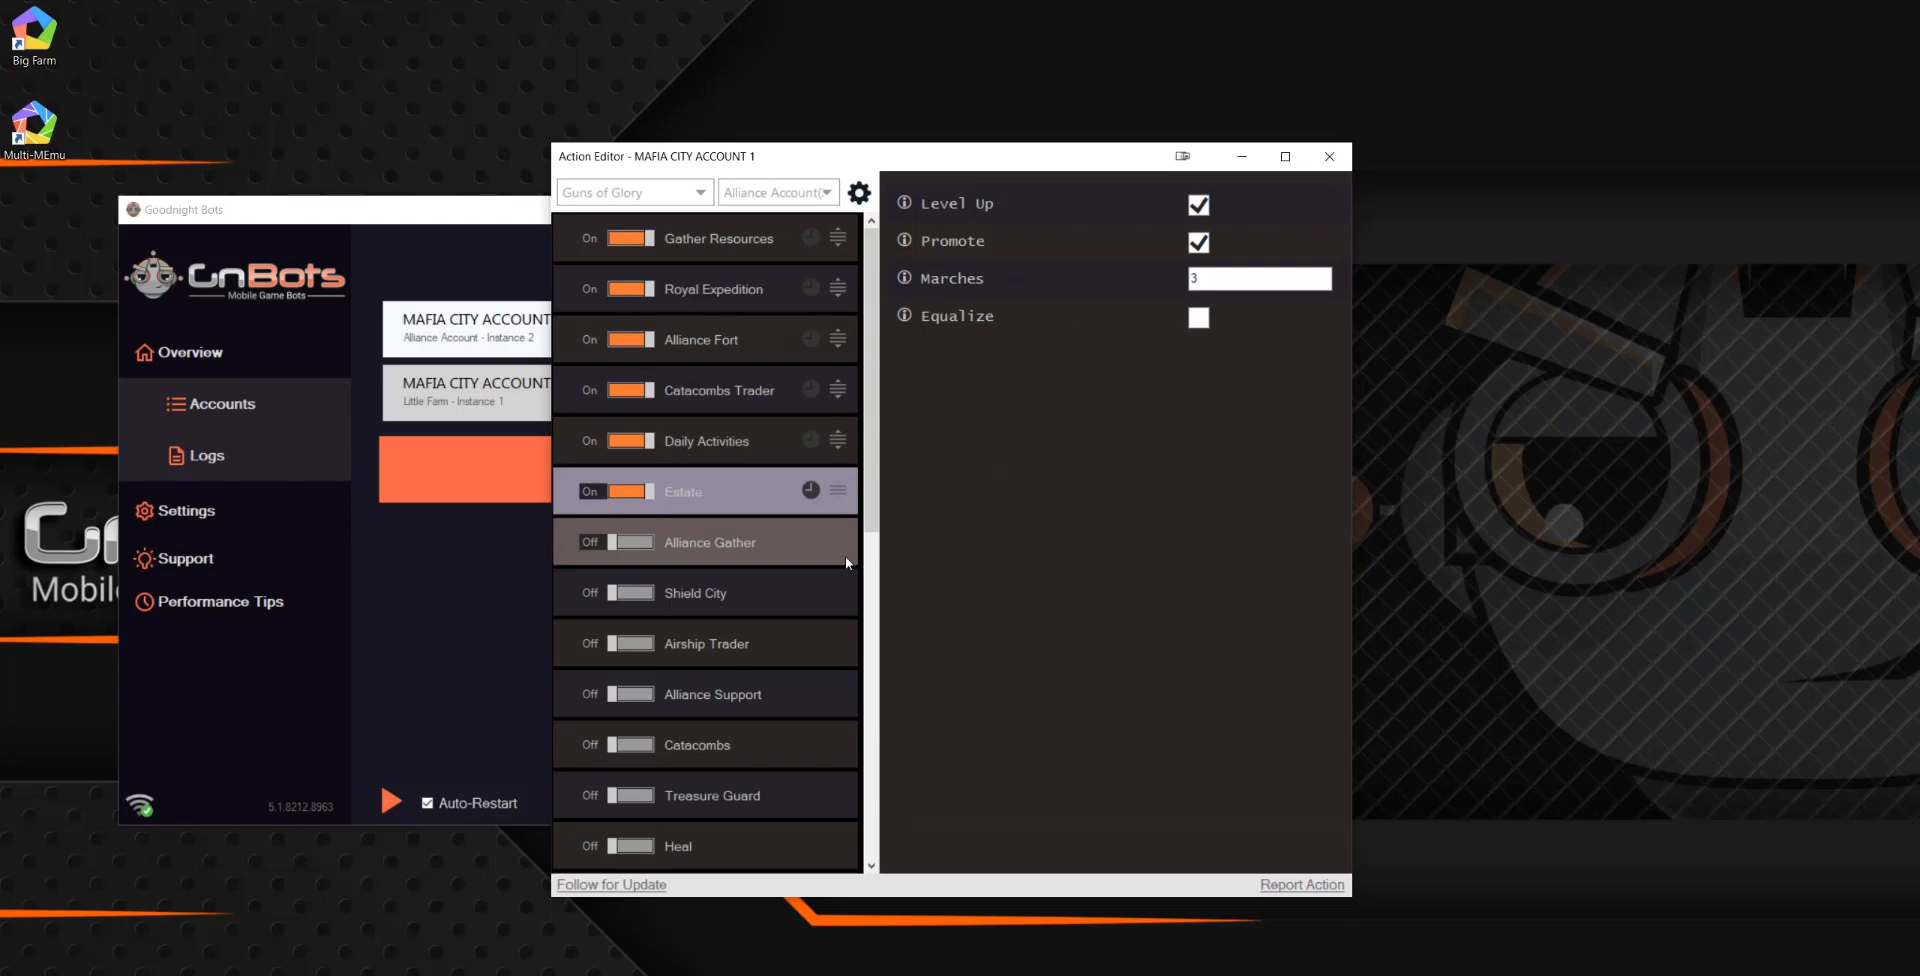 Big Farm
Multi-MEmu
Goodnight Bots
GnBots
Mobile Game Bots
Overview
Accounts
Logs
Settings
Support
Performance Tips
5.1.8212.8963
MAFIA CITY ACCOUNT
Alliance Account - Instance 2
MAFIA CITY ACCOUNT
Little Farm - Instance 1
Auto-Restart
Action Editor - MAFIA CITY ACCOUNT 1
Guns of Glory
Alliance Account(
On Gather Resources
On Royal Expedition
On Alliance Fort
On Catacombs Trader
On Daily Activities
On Estate
Off Alliance Gather
Off Shield City
Off Airship Trader
Off Alliance Support
Off Catacombs
Off Treasure Guard
Off Heal
Level Up
Promote
Marches 3
Equalize
Follow for Update
Report Action
Gn
Mobil